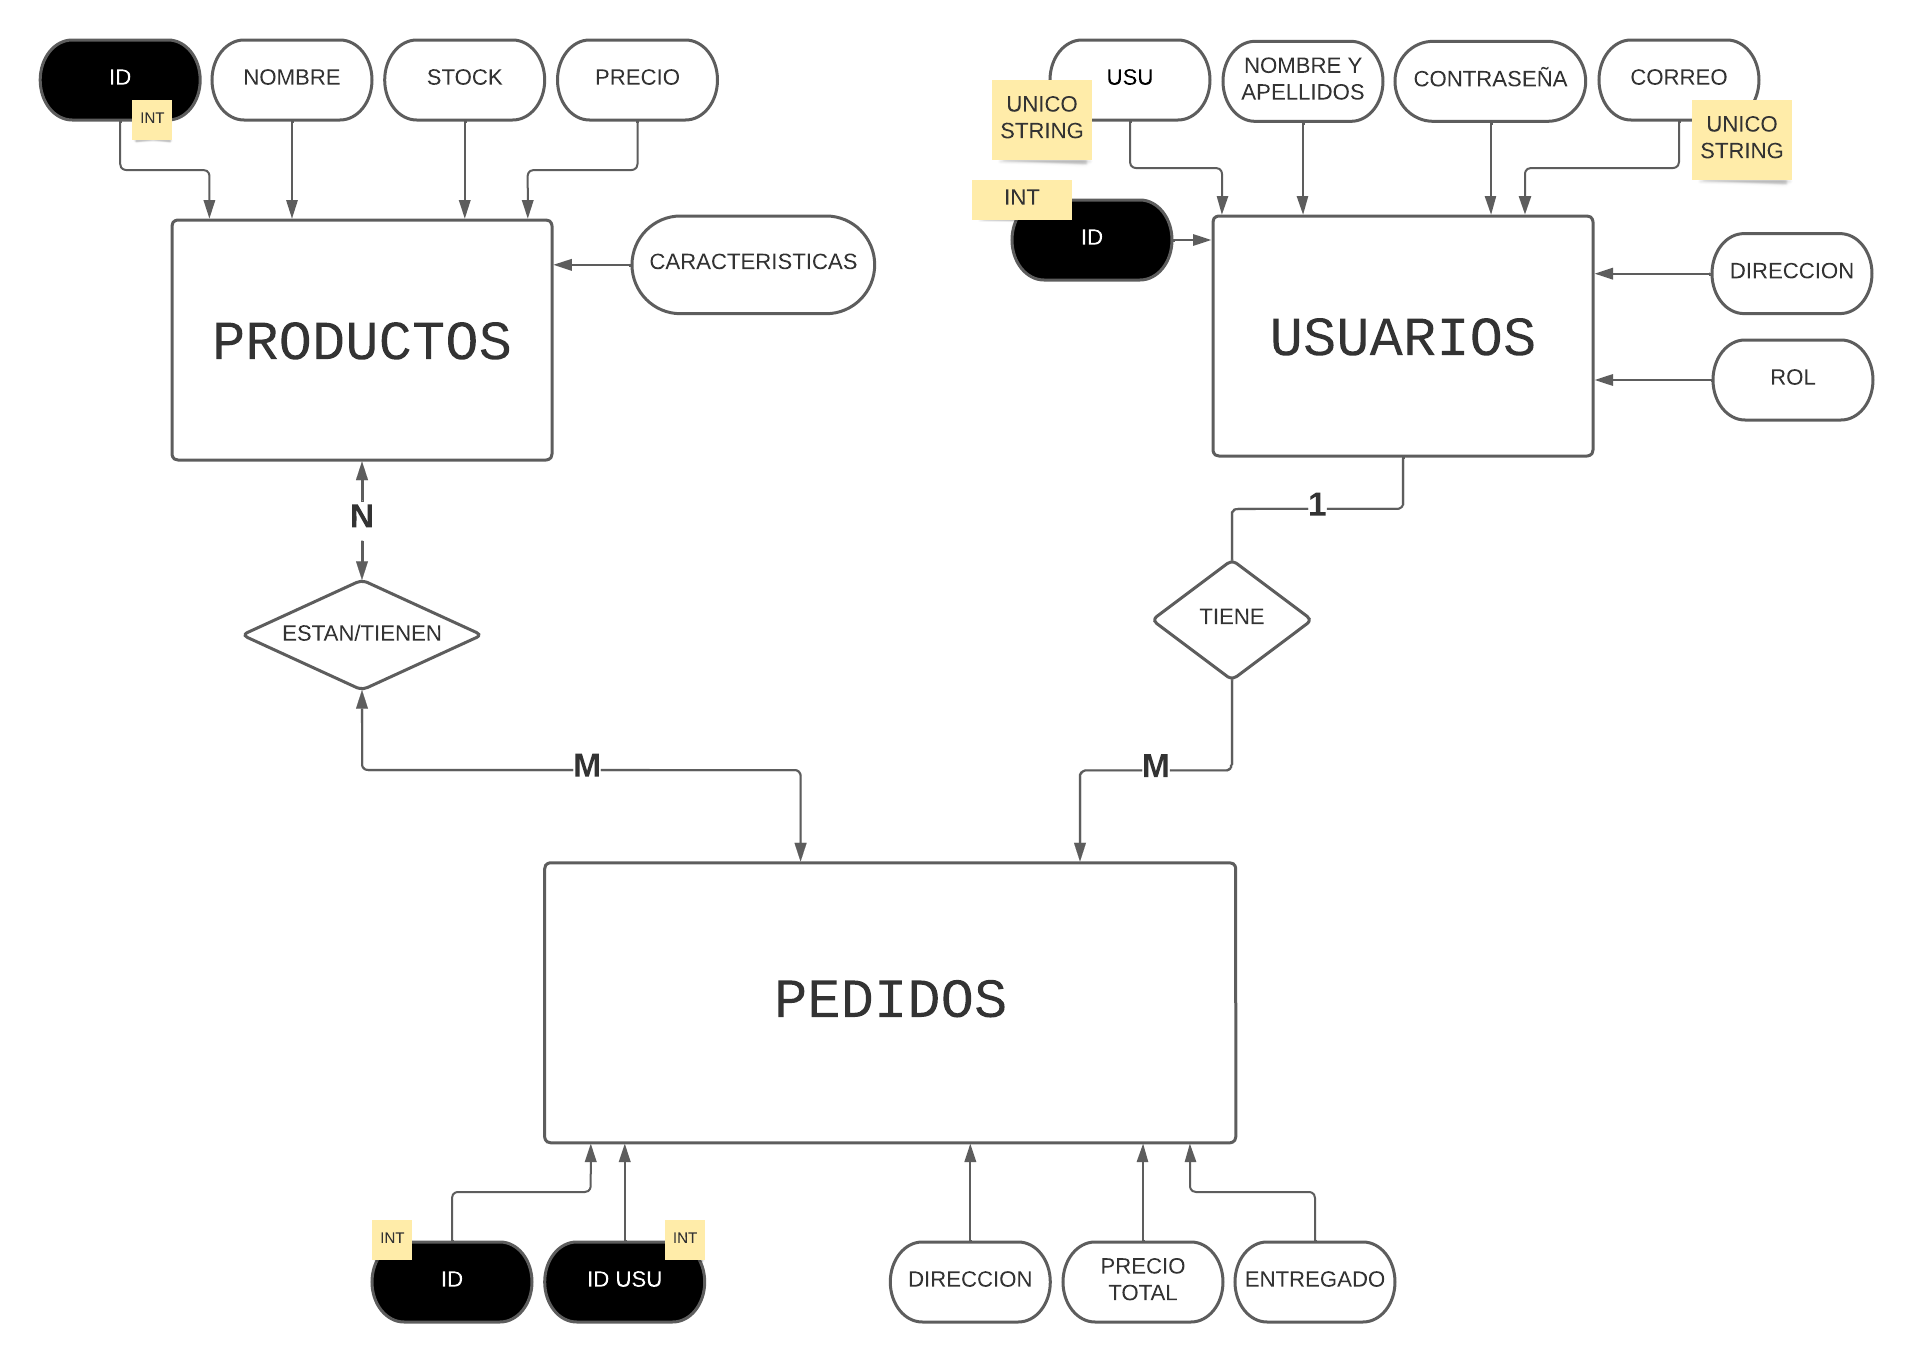 ID
INT
NOMBRE
STOCK
PRECIO
CARACTERISTICAS
PRODUCTOS
USU
UNICO
STRING
NOMBRE Y
APELLIDOS
CONTRASEÑA
CORREO
UNICO
STRING
INT
ID
DIRECCION
ROL
USUARIOS
N
ESTAN/TIENEN
M
1
TIENE
M
PEDIDOS
INT
ID
INT
ID USU
DIRECCION
PRECIO
TOTAL
ENTREGADO